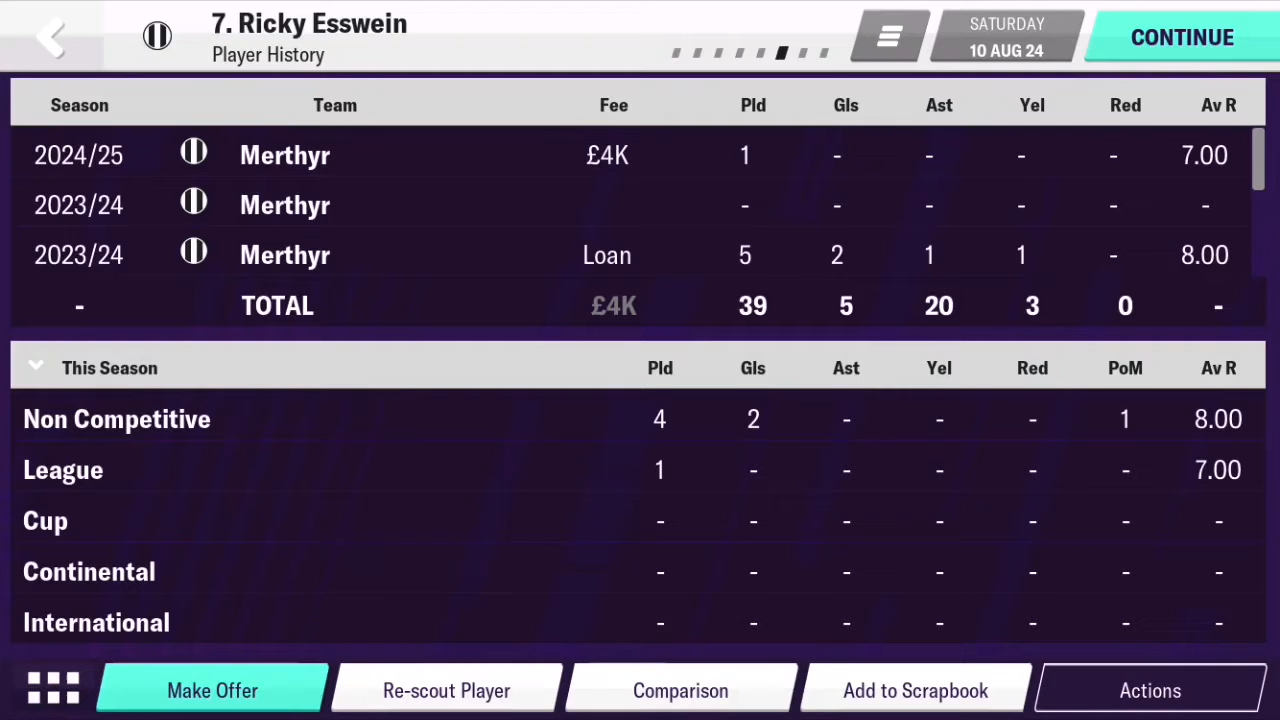 7. Ricky Esswein
Player History
SATURDAY
10 AUG 24
CONTINUE
Season Team Fee Pld Gls Ast Yel Red Av R
2024/25 Merthyr £4K 1 - - - - 7.00
2023/24 Merthyr - - - - - -
2023/24 Merthyr Loan 5 2 1 1 - 8.00
- TOTAL £4K 39 5 20 3 0 -
This Season Pld Gls Ast Yel Red PoM Av R
Non Competitive 4 2 - - - 1 8.00
League 1 - - - - - 7.00
Cup - - - - - - -
Continental - - - - - - -
International - - - - - - -
Make Offer Re-scout Player Comparison Add to Scrapbook Actions